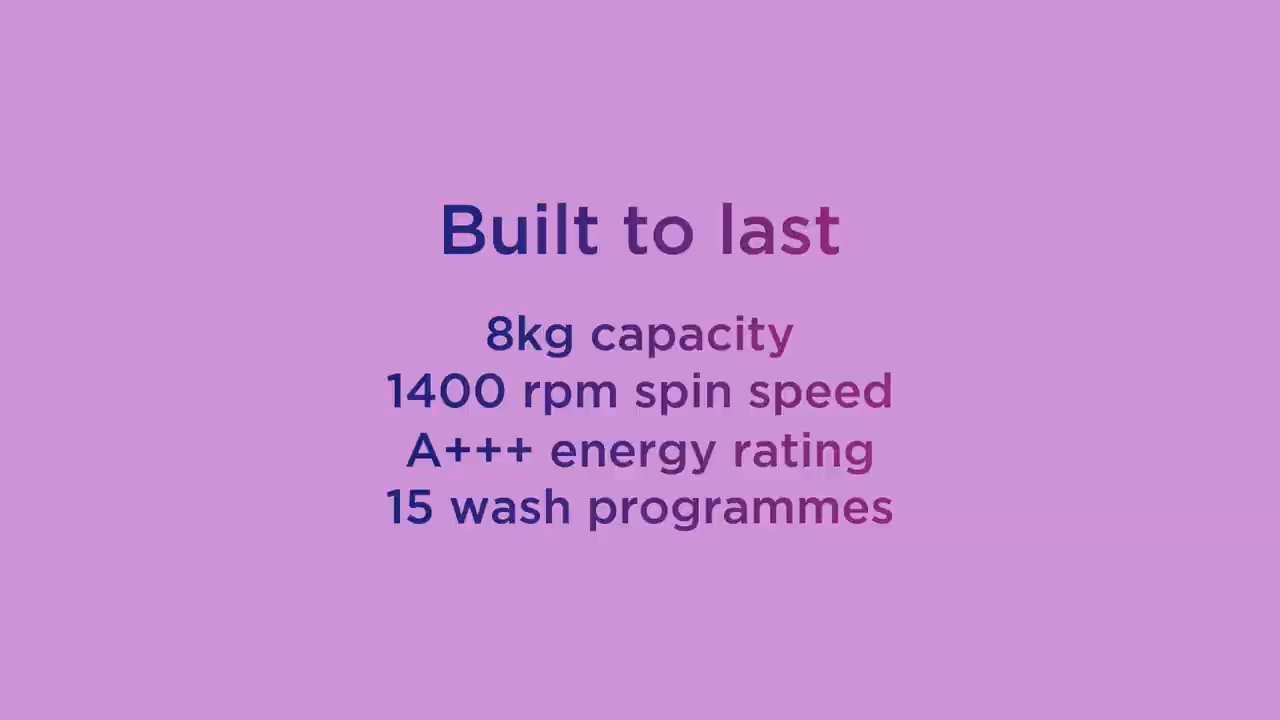 Built to last
8kg capacity
1400 rpm spin speed
A+++ energy rating
15 wash programmes